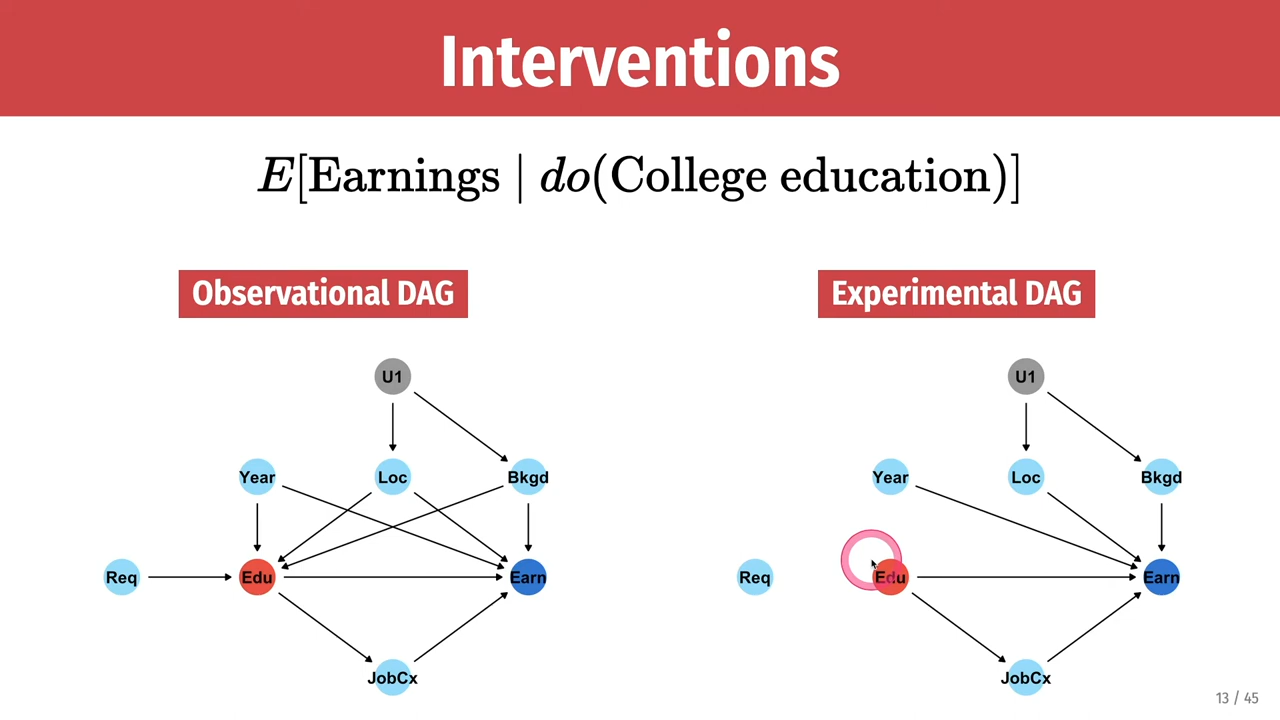 Interventions
E[Earnings | do(College education)]
Observational DAG
U1
Year Loc Bkgd
Req Edu Earn
JobCx
Experimental DAG
U1
Year Loc Bkgd
Req Edu Earn
JobCx
13 / 45